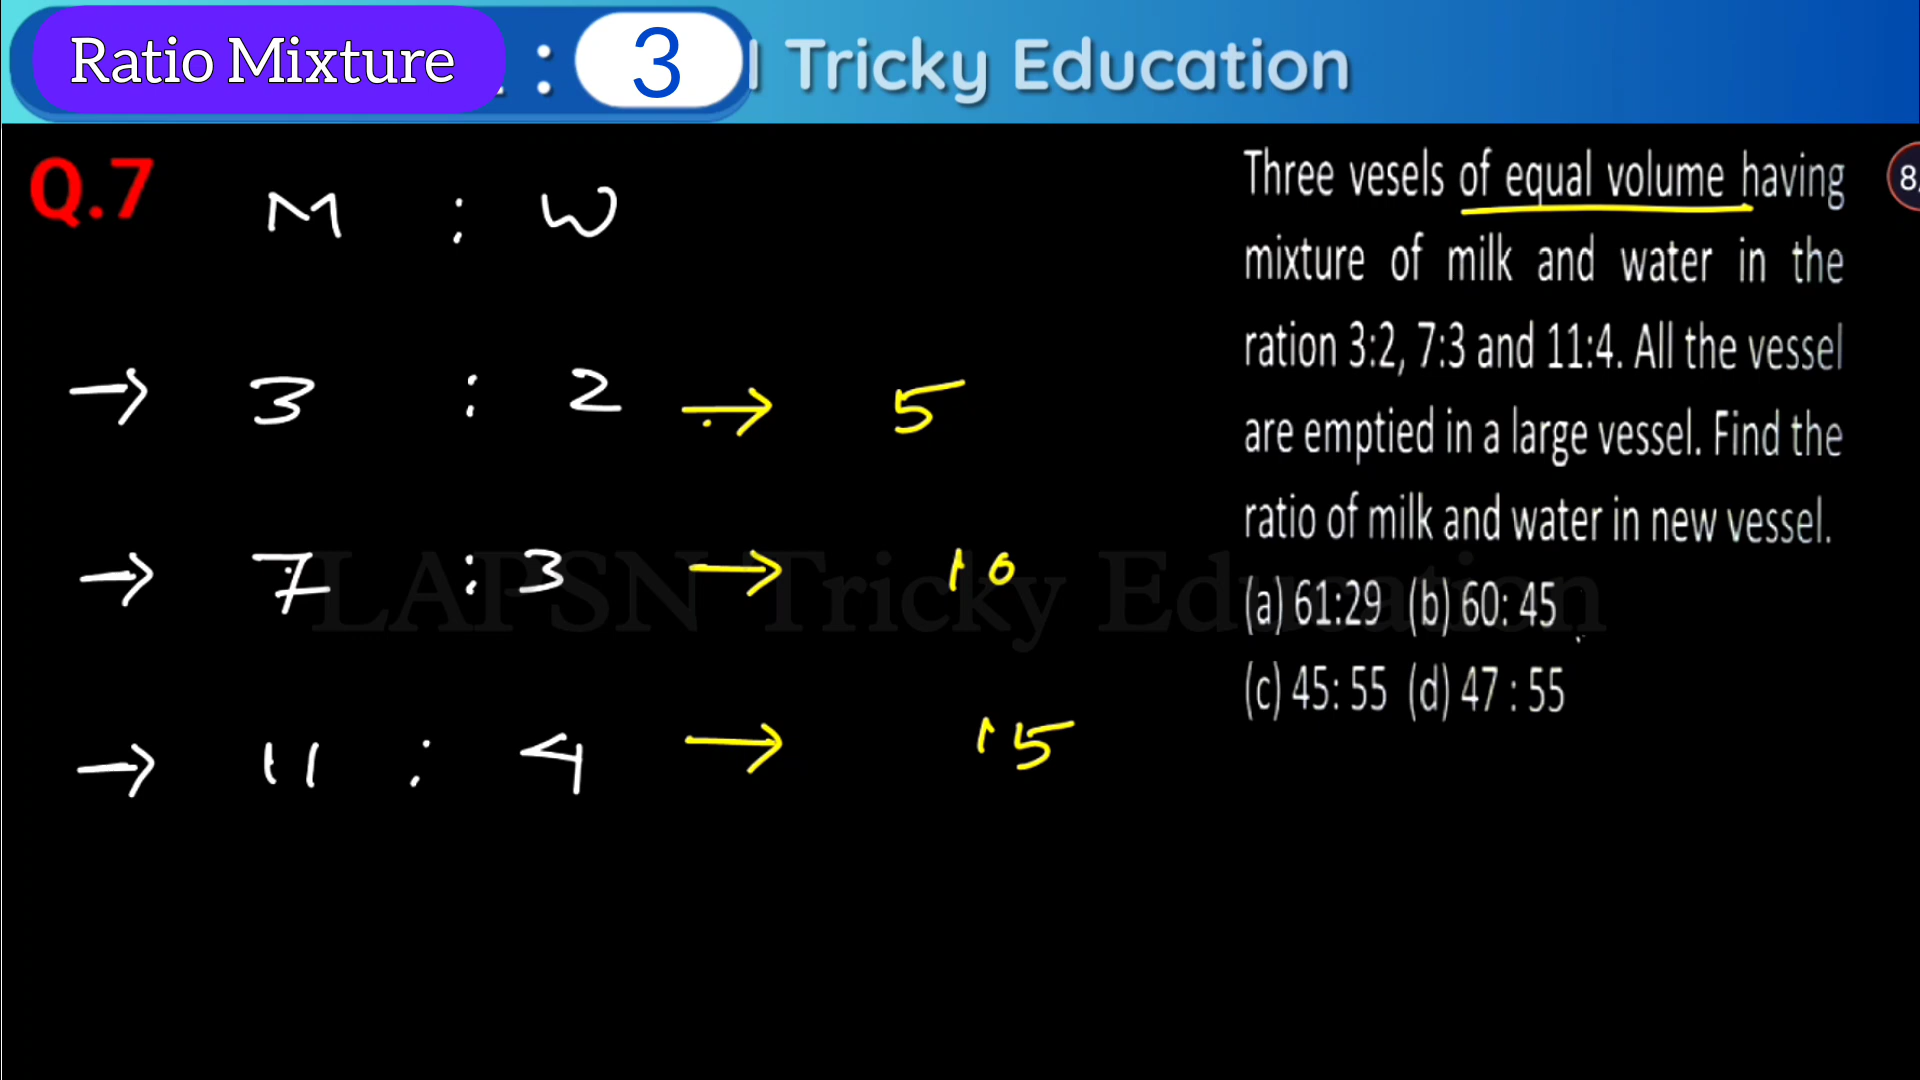 Ratio Mixture : 3 l Tricky Education
Q.7
M : W
→ 3 : 2 → 5
→ 7 : 3 → 10
→ 11 : 4 → 15
Three vesels of equal volume having
mixture of milk and water in the
ration 3:2, 7:3 and 11:4. All the vessel
are emptied in a large vessel. Find the
ratio of milk and water in new vessel.
(a) 61:29 (b) 60: 45
(c) 45: 55 (d) 47 : 55
8
LAPSN Tricky Education